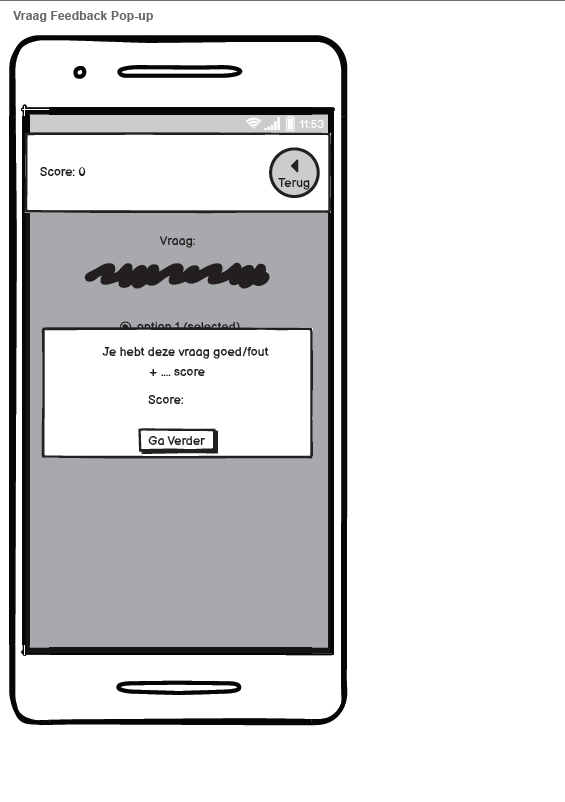 Vraag Feedback Pop-up
11:53
Score: 0
Terug
Vraag:
option 1 (selected)
Je hebt deze vraag goed/fout
+ .... score
Score:
Ga Verder